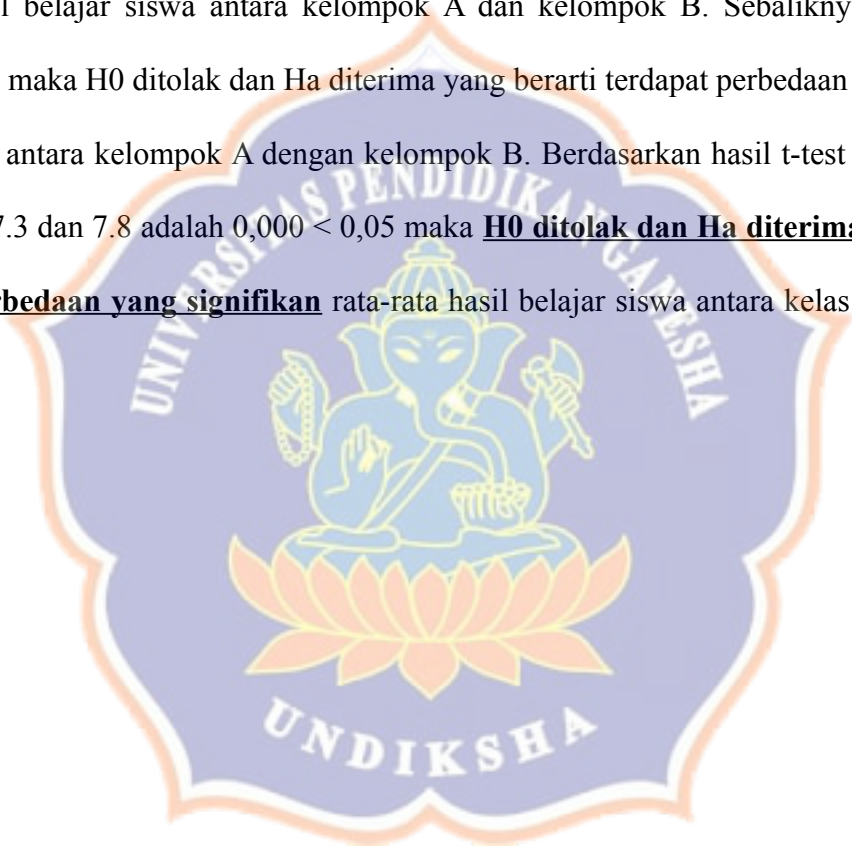 l belajar siswa antara kelompok A dan kelompok B. Sebalikny
maka H0 ditolak dan Ha diterima yang berarti terdapat perbedaan
antara kelompok A dengan kelompok B. Berdasarkan hasil t-test
7.3 dan 7.8 adalah 0,000 < 0,05 maka H0 ditolak dan Ha diterima
rbedaan yang signifikan rata-rata hasil belajar siswa antara kelas
UNIVERSITAS PENDIDIKAN GANESHA
UNDIKSHA